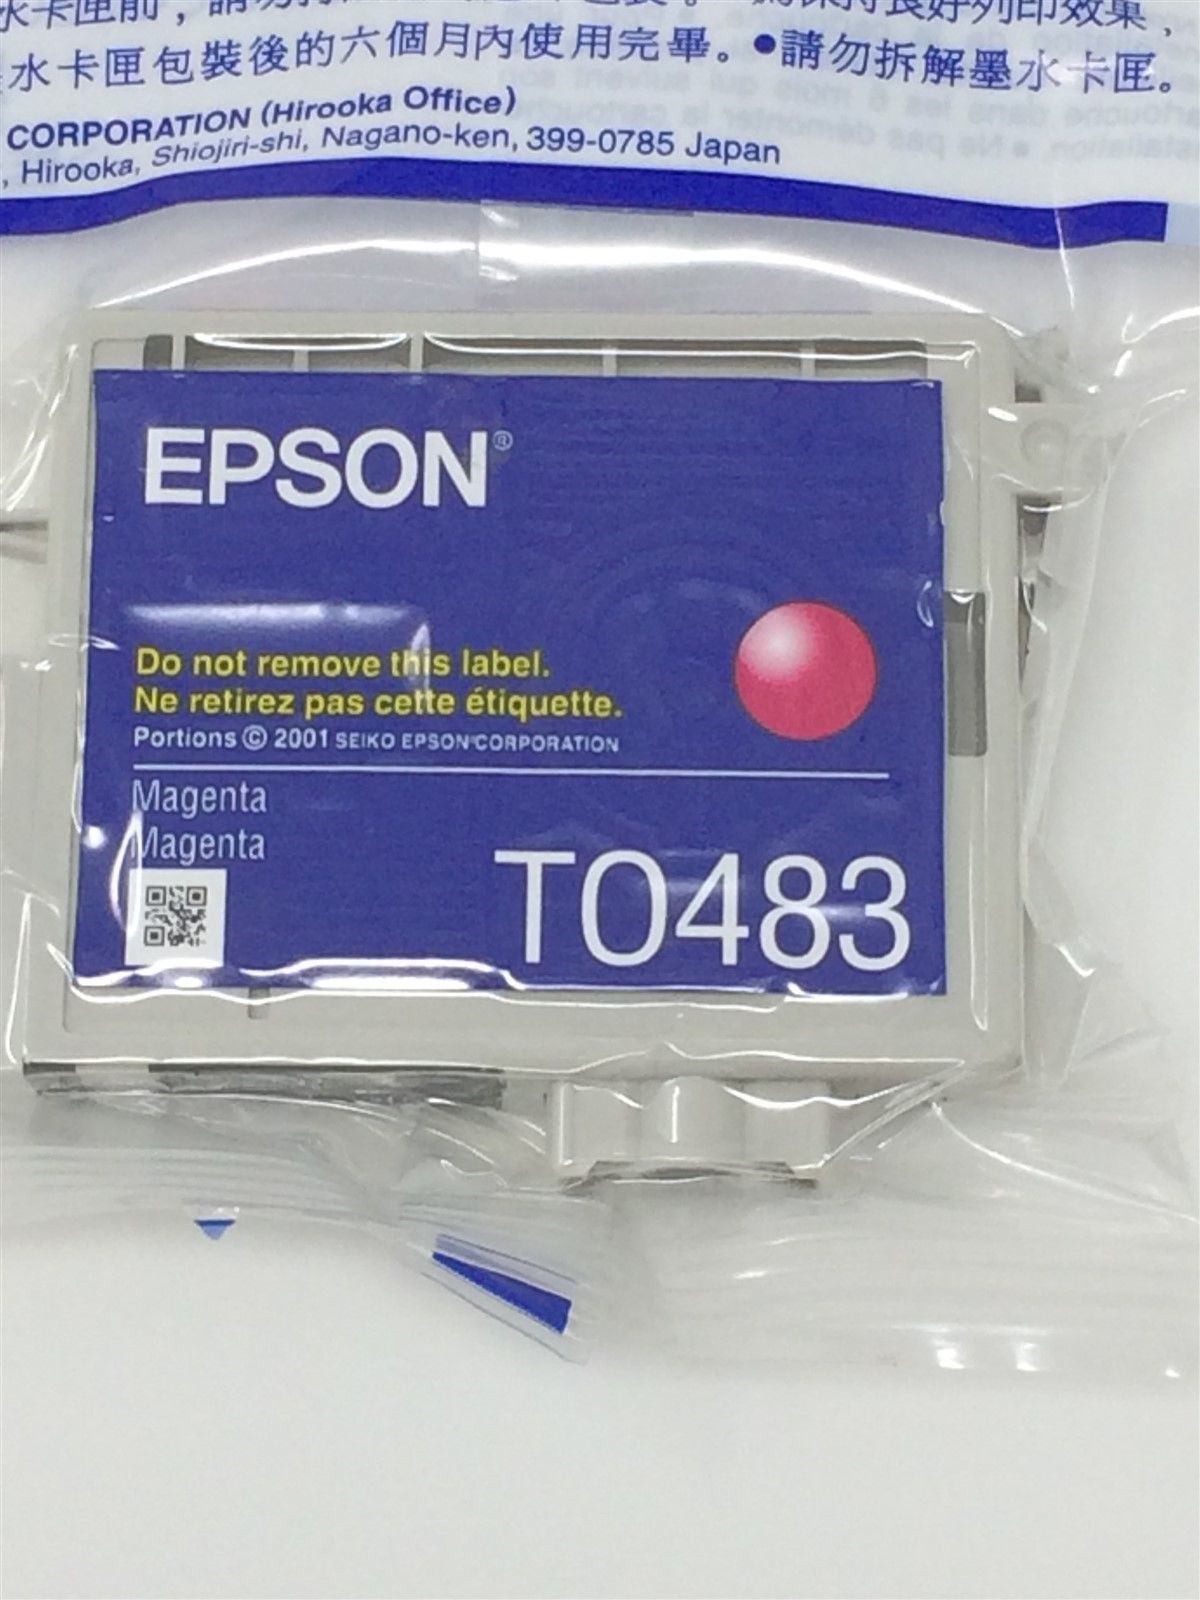 水卡匣包裝後的六個月內使用完畢。●請勿拆解墨水卡匣。
CORPORATION (Hirooka Office)
, Hirooka, Shiojiri-shi, Nagano-ken, 399-0785 Japan
EPSON®
Do not remove this label.
Ne retirez pas cette étiquette.
Portions © 2001 SEIKO EPSON CORPORATION
Magenta
Magenta
T0483